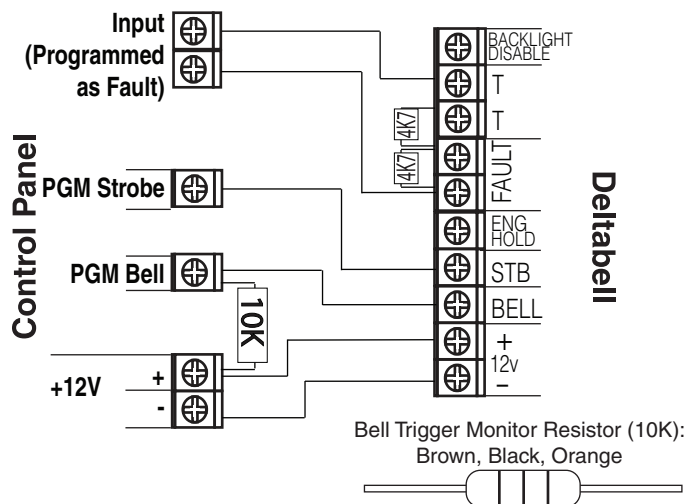 Input
(Programmed
as Fault)
Control Panel
PGM Strobe
PGM Bell
10K
+12V
+
-
4K7
4K7
BACKLIGHT
DISABLE
T
T
FAULT
ENG
HOLD
STB
BELL
+
12v
-
Deltabell
Bell Trigger Monitor Resistor (10K):
Brown, Black, Orange